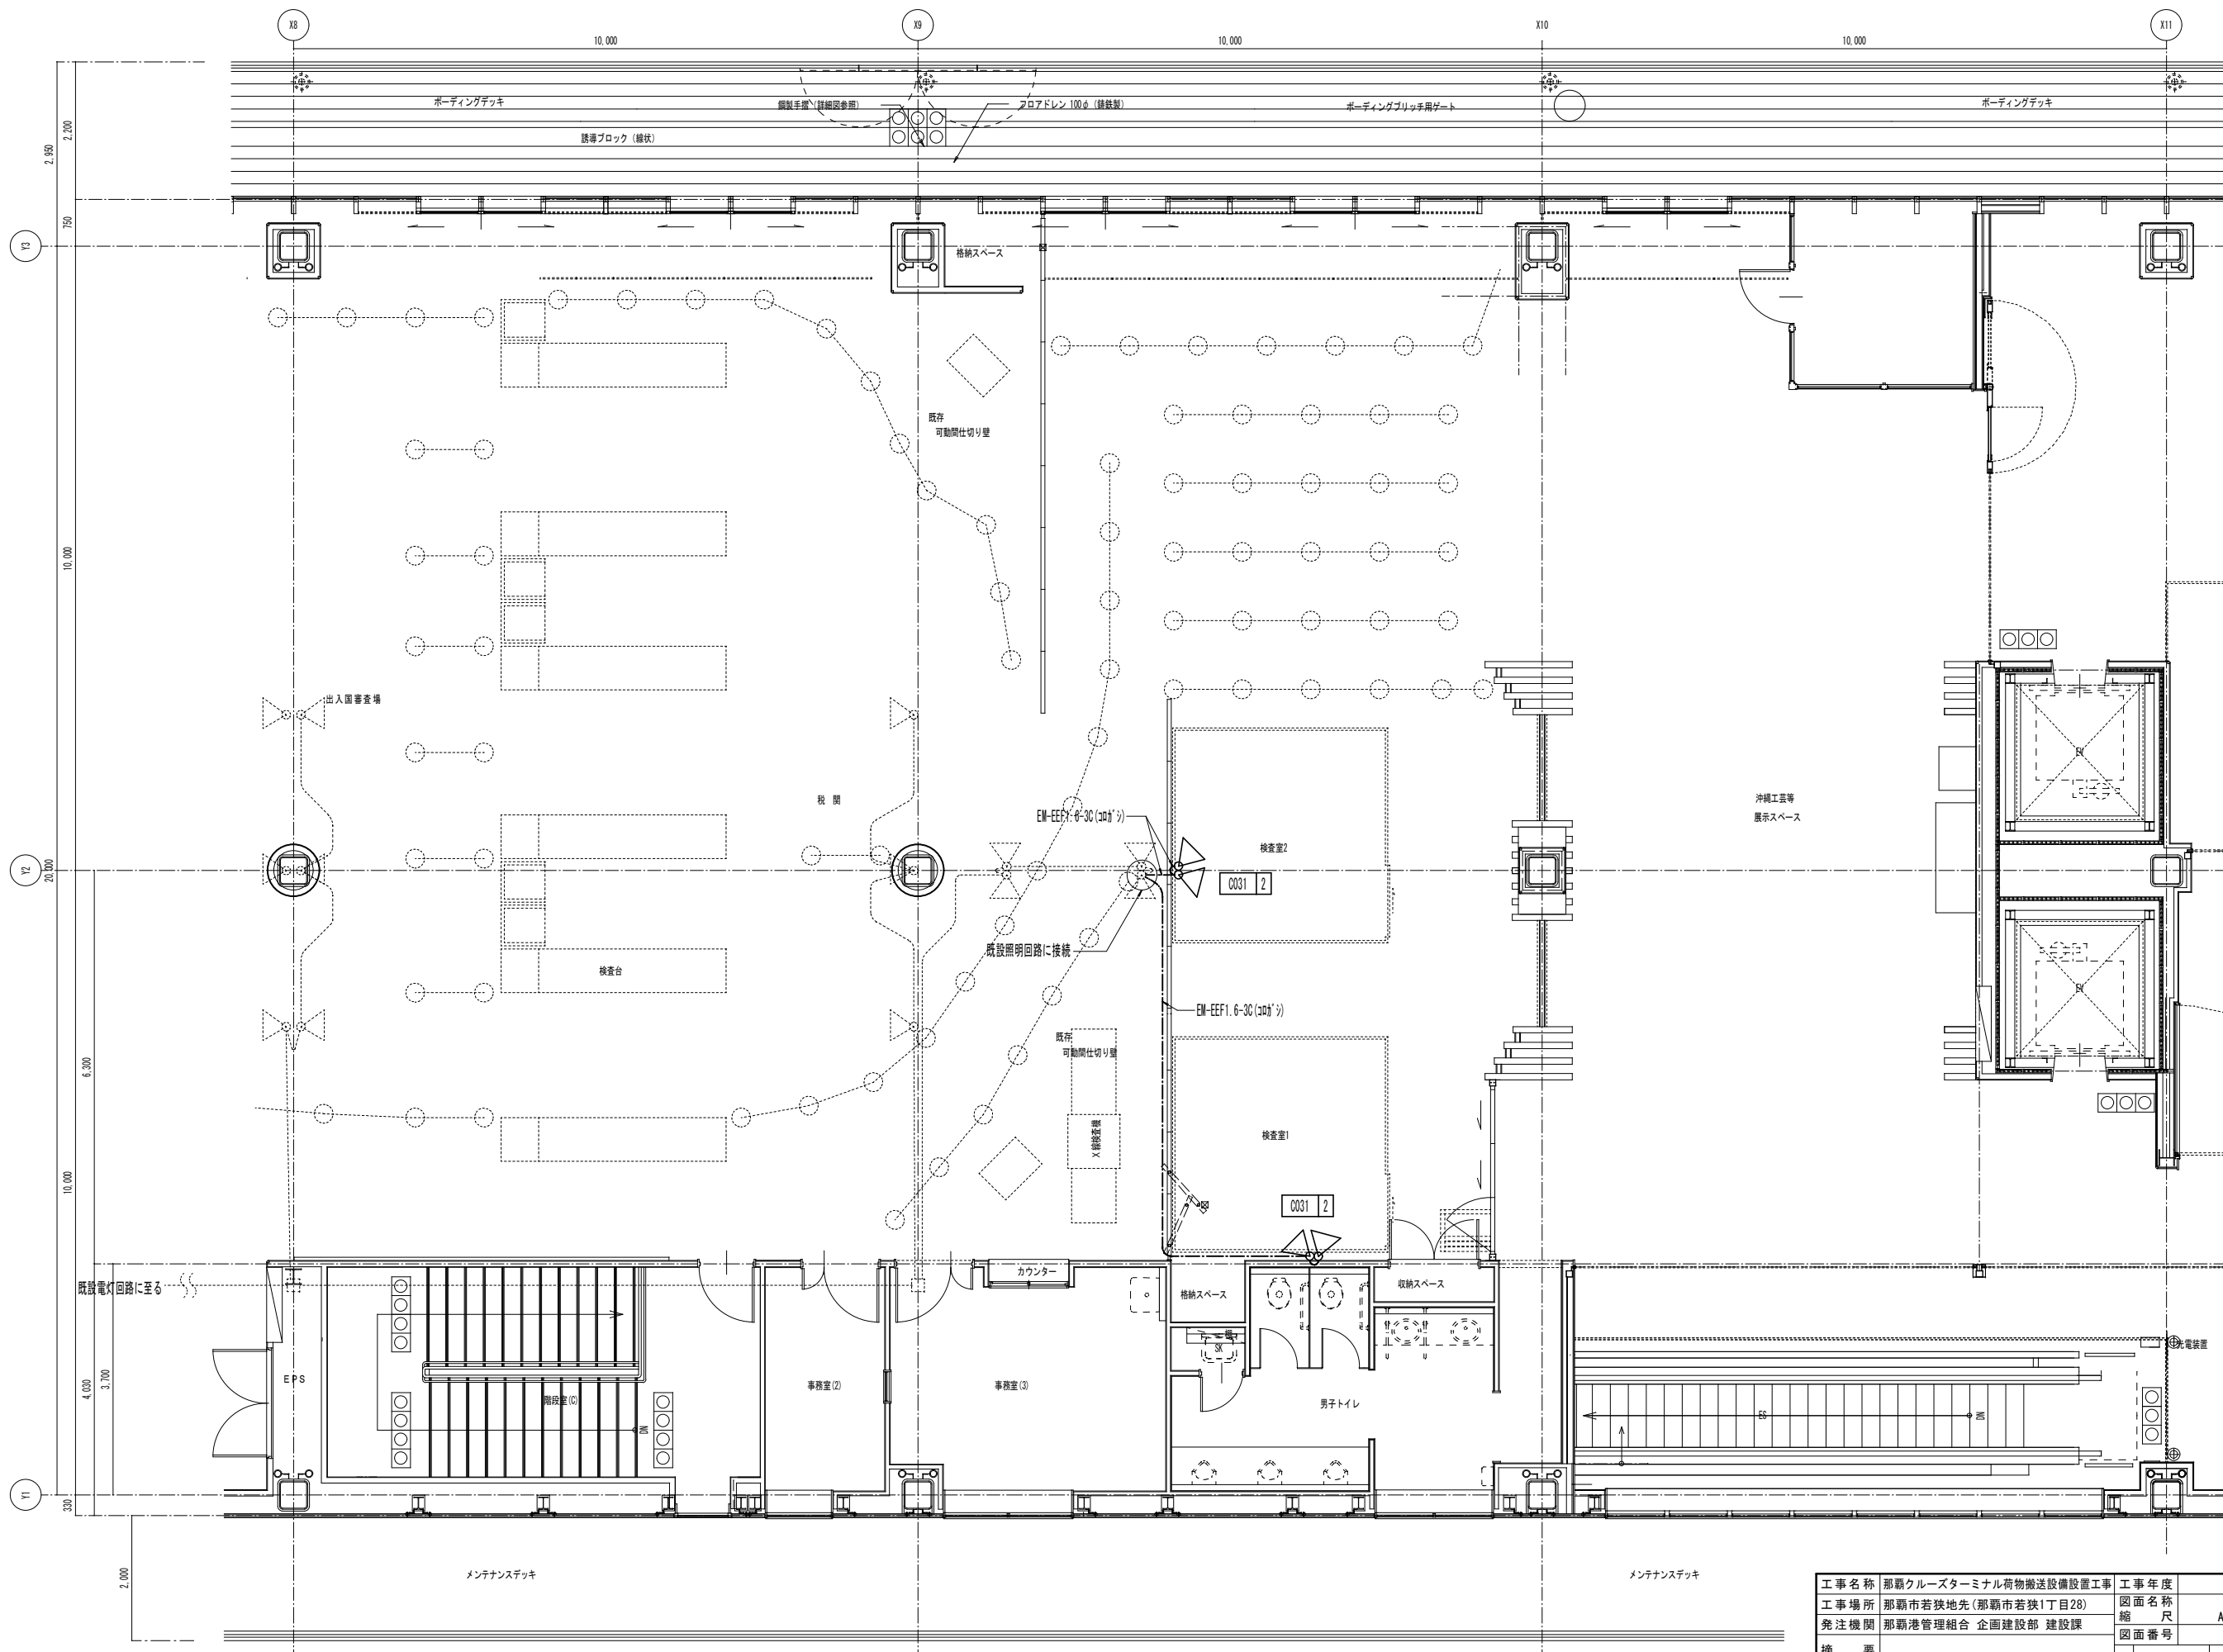 X8
X9
X10
X11
10,000
10,000
10,000
ボーディングデッキ
鋼製手摺（詳細図参照）
フロアドレン 100φ（鋳鉄製）
ボーディングブリッチ用ゲート
ボーディングデッキ
誘導ブロック（線状）
2,200
2,950
750
Y3
格納スペース
既存
可動間仕切り壁
10,000
出入国審査場
税 関
EM-EEF1.6-3C(ｺﾛｶﾞｼ)
検査室2
沖縄工芸等
展示スペース
EV
Y2
20,000
C031 2
既設照明回路に接続
検査台
EV
EM-EEF1.6-3C(ｺﾛｶﾞｼ)
既存
可動間仕切り壁
6,300
X線検査機
検査室1
10,000
C031 2
既設電灯回路に至る
カウンター
格納スペース
収納スペース
棚
SK
光電装置
EPS
階段室(C)
事務室(2)
事務室(3)
男子トイレ
4,030
3,700
DN
ES
DN
Y1
330
2,000
メンテナンスデッキ
メンテナンスデッキ
工事名称 那覇クルーズターミナル荷物搬送設備設置工事 工事年度
工事場所 那覇市若狭地先(那覇市若狭1丁目28) 図面名称
縮 尺 A
発注機関 那覇港管理組合 企画建設部 建設課
図面番号
摘 要